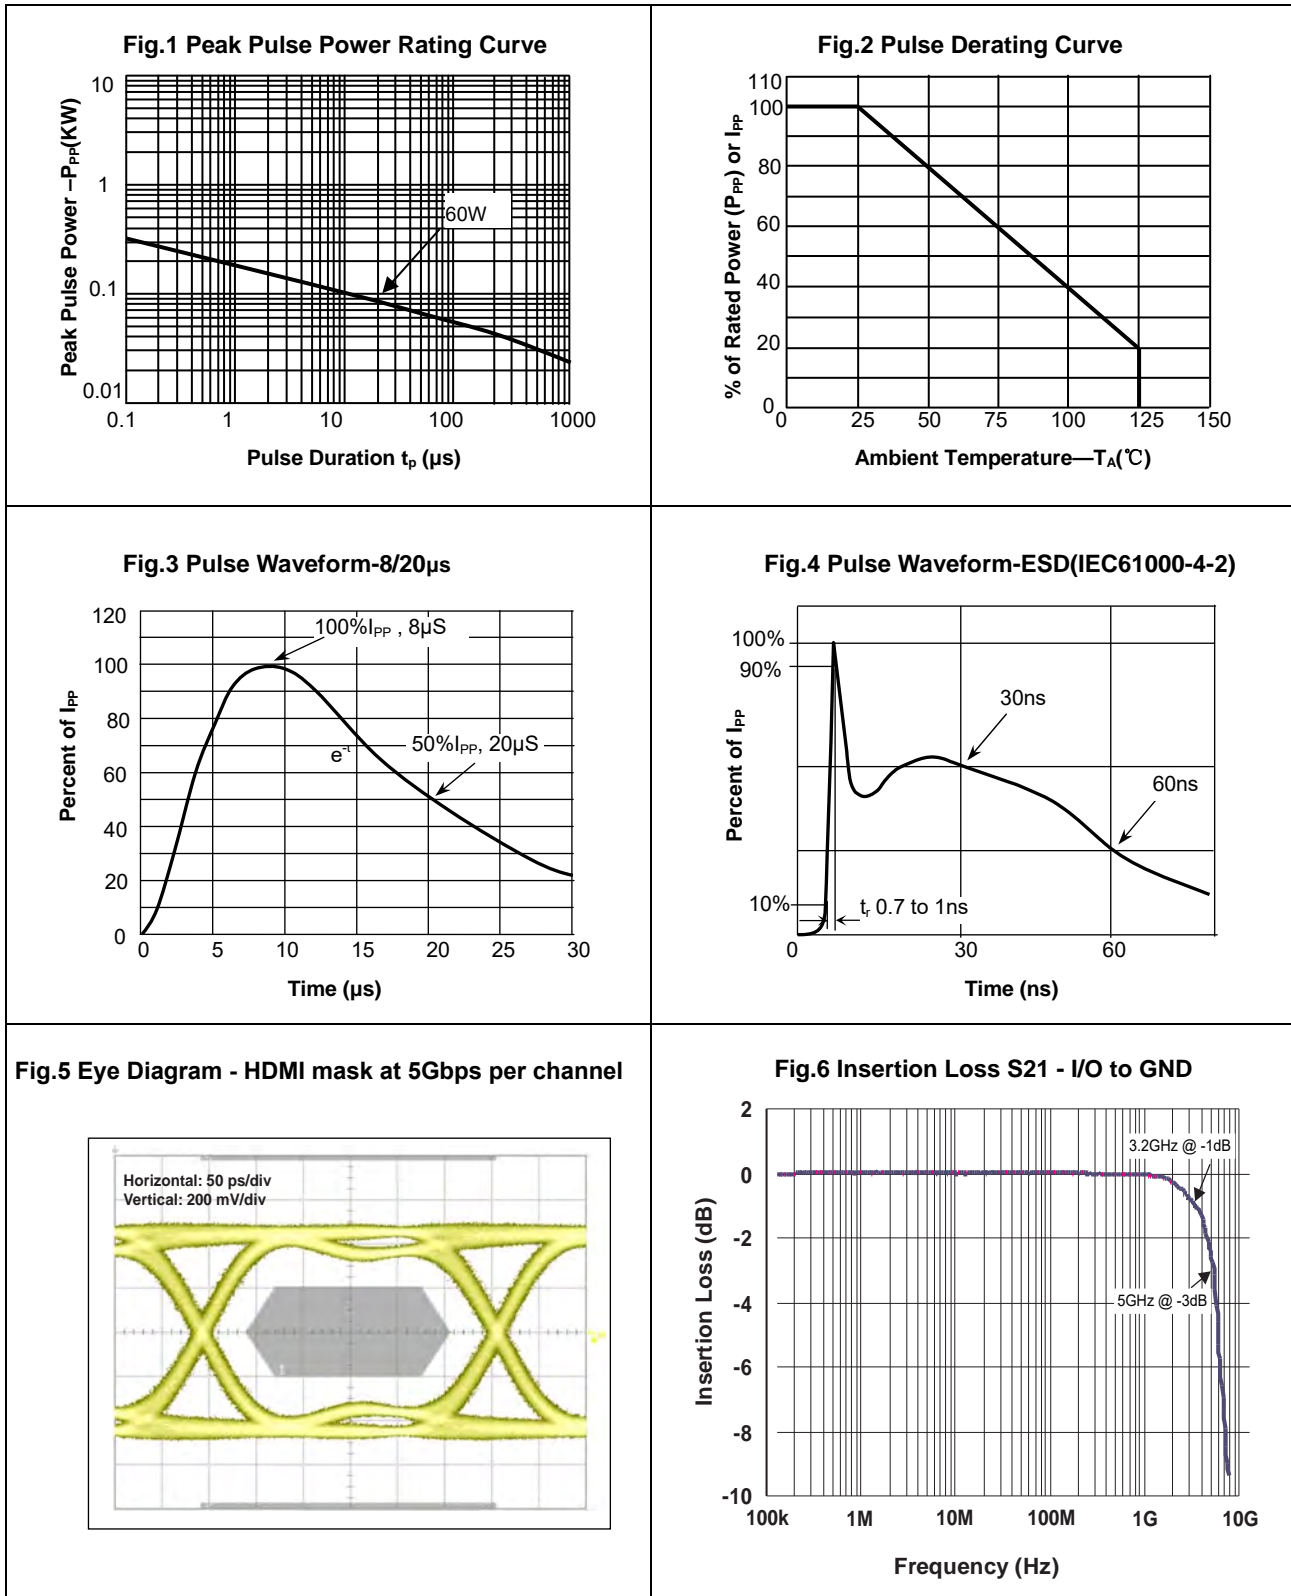 Fig.1 Peak Pulse Power Rating Curve
Peak Pulse Power –PPP(KW)
10
1
0.1
0.01
60W
0.1 1 10 100 1000
Pulse Duration tp (µs)
Fig.2 Pulse Derating Curve
% of Rated Power (PPP) or IPP
110
100
80
60
40
20
0
0 25 50 75 100 125 150
Ambient Temperature—TA(℃)
Fig.3 Pulse Waveform-8/20µs
Percent of IPP
120
100
80
60
40
20
0
100%IPP , 8µS
e-t
50%IPP, 20µS
0 5 10 15 20 25 30
Time (µs)
Fig.4 Pulse Waveform-ESD(IEC61000-4-2)
Percent of IPP
100%
90%
10%
30ns
60ns
tr 0.7 to 1ns
0 30 60
Time (ns)
Fig.5 Eye Diagram - HDMI mask at 5Gbps per channel
Horizontal: 50 ps/div
Vertical: 200 mV/div
Fig.6 Insertion Loss S21 - I/O to GND
Insertion Loss (dB)
2
0
-2
-4
-6
-8
-10
3.2GHz @ -1dB
5GHz @ -3dB
100k 1M 10M 100M 1G 10G
Frequency (Hz)